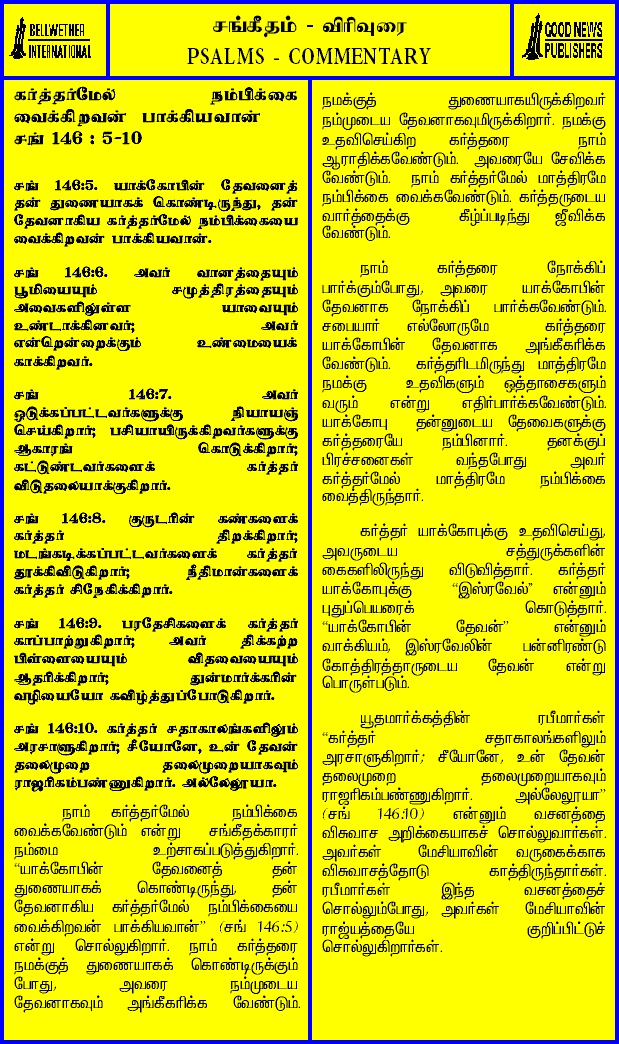 BELLWETHER
INTERNATIONAL
சங்கீதம் - விரிவுரை
PSALMS - COMMENTARY
GOOD NEWS
PUBLISHERS
கர்த்தர்மேல் நம்பிக்கை
வைக்கிறவன் பாக்கியவான்
சங் 146 : 5-10
சங் 146:5. யாக்கோபின் தேவனைத்
தன் துணையாகக் கொண்டிருந்து, தன்
தேவனாகிய கர்த்தர்மேல் நம்பிக்கையை
வைக்கிறவன் பாக்கியவான்.
சங் 146:6. அவர் வானத்தையும்
பூமியையும் சமுத்திரத்தையும்
அவைகளிலுள்ள யாவையும்
உண்டாக்கினவர்; அவர்
என்றென்றைக்கும் உண்மையைக்
காக்கிறவர்.
சங் 146:7. அவர்
ஒடுக்கப்பட்டவர்களுக்கு நியாயஞ்
செய்கிறார்; பசியாயிருக்கிறவர்களுக்கு
ஆகாரங் கொடுக்கிறார்;
கட்டுண்டவர்களைக் கர்த்தர்
விடுதலையாக்குகிறார்.
சங் 146:8. குருடரின் கண்களைக்
கர்த்தர் திறக்கிறார்;
மடங்கடிக்கப்பட்டவர்களைக் கர்த்தர்
தூக்கிவிடுகிறார்; நீதிமான்களைக்
கர்த்தர் சிநேகிக்கிறார்.
சங் 146:9. பரதேசிகளைக் கர்த்தர்
காப்பாற்றுகிறார்; அவர் திக்கற்ற
பிள்ளையையும் விதவையையும்
ஆதரிக்கிறார்; துன்மார்க்கரின்
வழியையோ கவிழ்த்துப்போடுகிறார்.
சங் 146:10. கர்த்தர் சதாகாலங்களிலும்
அரசாளுகிறார்; சீயோனே, உன் தேவன்
தலைமுறை தலைமுறையாகவும்
ராஜரிகம்பண்ணுகிறார். அல்லேலூயா.
நாம் கர்த்தர்மேல் நம்பிக்கை
வைக்கவேண்டும் என்று சங்கீதக்காரர்
நம்மை உற்சாகப்படுத்துகிறார்.
“யாக்கோபின் தேவனைத் தன்
துணையாகக் கொண்டிருந்து, தன்
தேவனாகிய கர்த்தர்மேல் நம்பிக்கையை
வைக்கிறவன் பாக்கியவான்” (சங் 146:5)
என்று சொல்லுகிறார். நாம் கர்த்தரை
நமக்குத் துணையாகக் கொண்டிருக்கும்
போது, அவரை நம்முடைய
தேவனாகவும் அங்கீகரிக்க வேண்டும்.
நமக்குத் துணையாகயிருக்கிறவர்
நம்முடைய தேவனாகவுமிருக்கிறார். நமக்கு
உதவிசெய்கிற கர்த்தரை நாம்
ஆராதிக்கவேண்டும். அவரையே சேவிக்க
வேண்டும். நாம் கர்த்தர்மேல் மாத்திரமே
நம்பிக்கை வைக்கவேண்டும். கர்த்தருடைய
வார்த்தைக்கு கீழ்ப்படிந்து ஜீவிக்க
வேண்டும்.
நாம் கர்த்தரை நோக்கிப்
பார்க்கும்போது, அவரை யாக்கோபின்
தேவனாக நோக்கிப் பார்க்கவேண்டும்.
சபையார் எல்லோருமே கர்த்தரை
யாக்கோபின் தேவனாக அங்கீகரிக்க
வேண்டும். கர்த்தரிடமிருந்து மாத்திரமே
நமக்கு உதவிகளும் ஒத்தாசைகளும்
வரும் என்று எதிர்பார்க்கவேண்டும்.
யாக்கோபு தன்னுடைய தேவைகளுக்கு
கர்த்தரையே நம்பினார். தனக்குப்
பிரச்சனைகள் வந்தபோது அவர்
கர்த்தர்மேல் மாத்திரமே நம்பிக்கை
வைத்திருந்தார்.
கர்த்தர் யாக்கோபுக்கு உதவிசெய்து,
அவருடைய சத்துருக்களின்
கைகளிலிருந்து விடுவித்தார். கர்த்தர்
யாக்கோபுக்கு “இஸ்ரவேல்” என்னும்
புதுப்பெயரைக் கொடுத்தார்.
“யாக்கோபின் தேவன்” என்னும்
வாக்கியம், இஸ்ரவேலின் பன்னிரண்டு
கோத்திரத்தாருடைய தேவன் என்று
பொருள்படும்.
யூதமார்க்கத்தின் ரபீமார்கள்
“கர்த்தர் சதாகாலங்களிலும்
அரசாளுகிறார்; சீயோனே, உன் தேவன்
தலைமுறை தலைமுறையாகவும்
ராஜரிகம்பண்ணுகிறார். அல்லேலூயா”
(சங் 146:10) என்னும் வசனத்தை
விசுவாச அறிக்கையாகச் சொல்லுவார்கள்.
அவர்கள் மேசியாவின் வருகைக்காக
விசுவாசத்தோடு காத்திருந்தார்கள்.
ரபீமார்கள் இந்த வசனத்தைச்
சொல்லும்போது, அவர்கள் மேசியாவின்
ராஜ்யத்தையே குறிப்பிட்டுச்
சொல்லுகிறார்கள்.